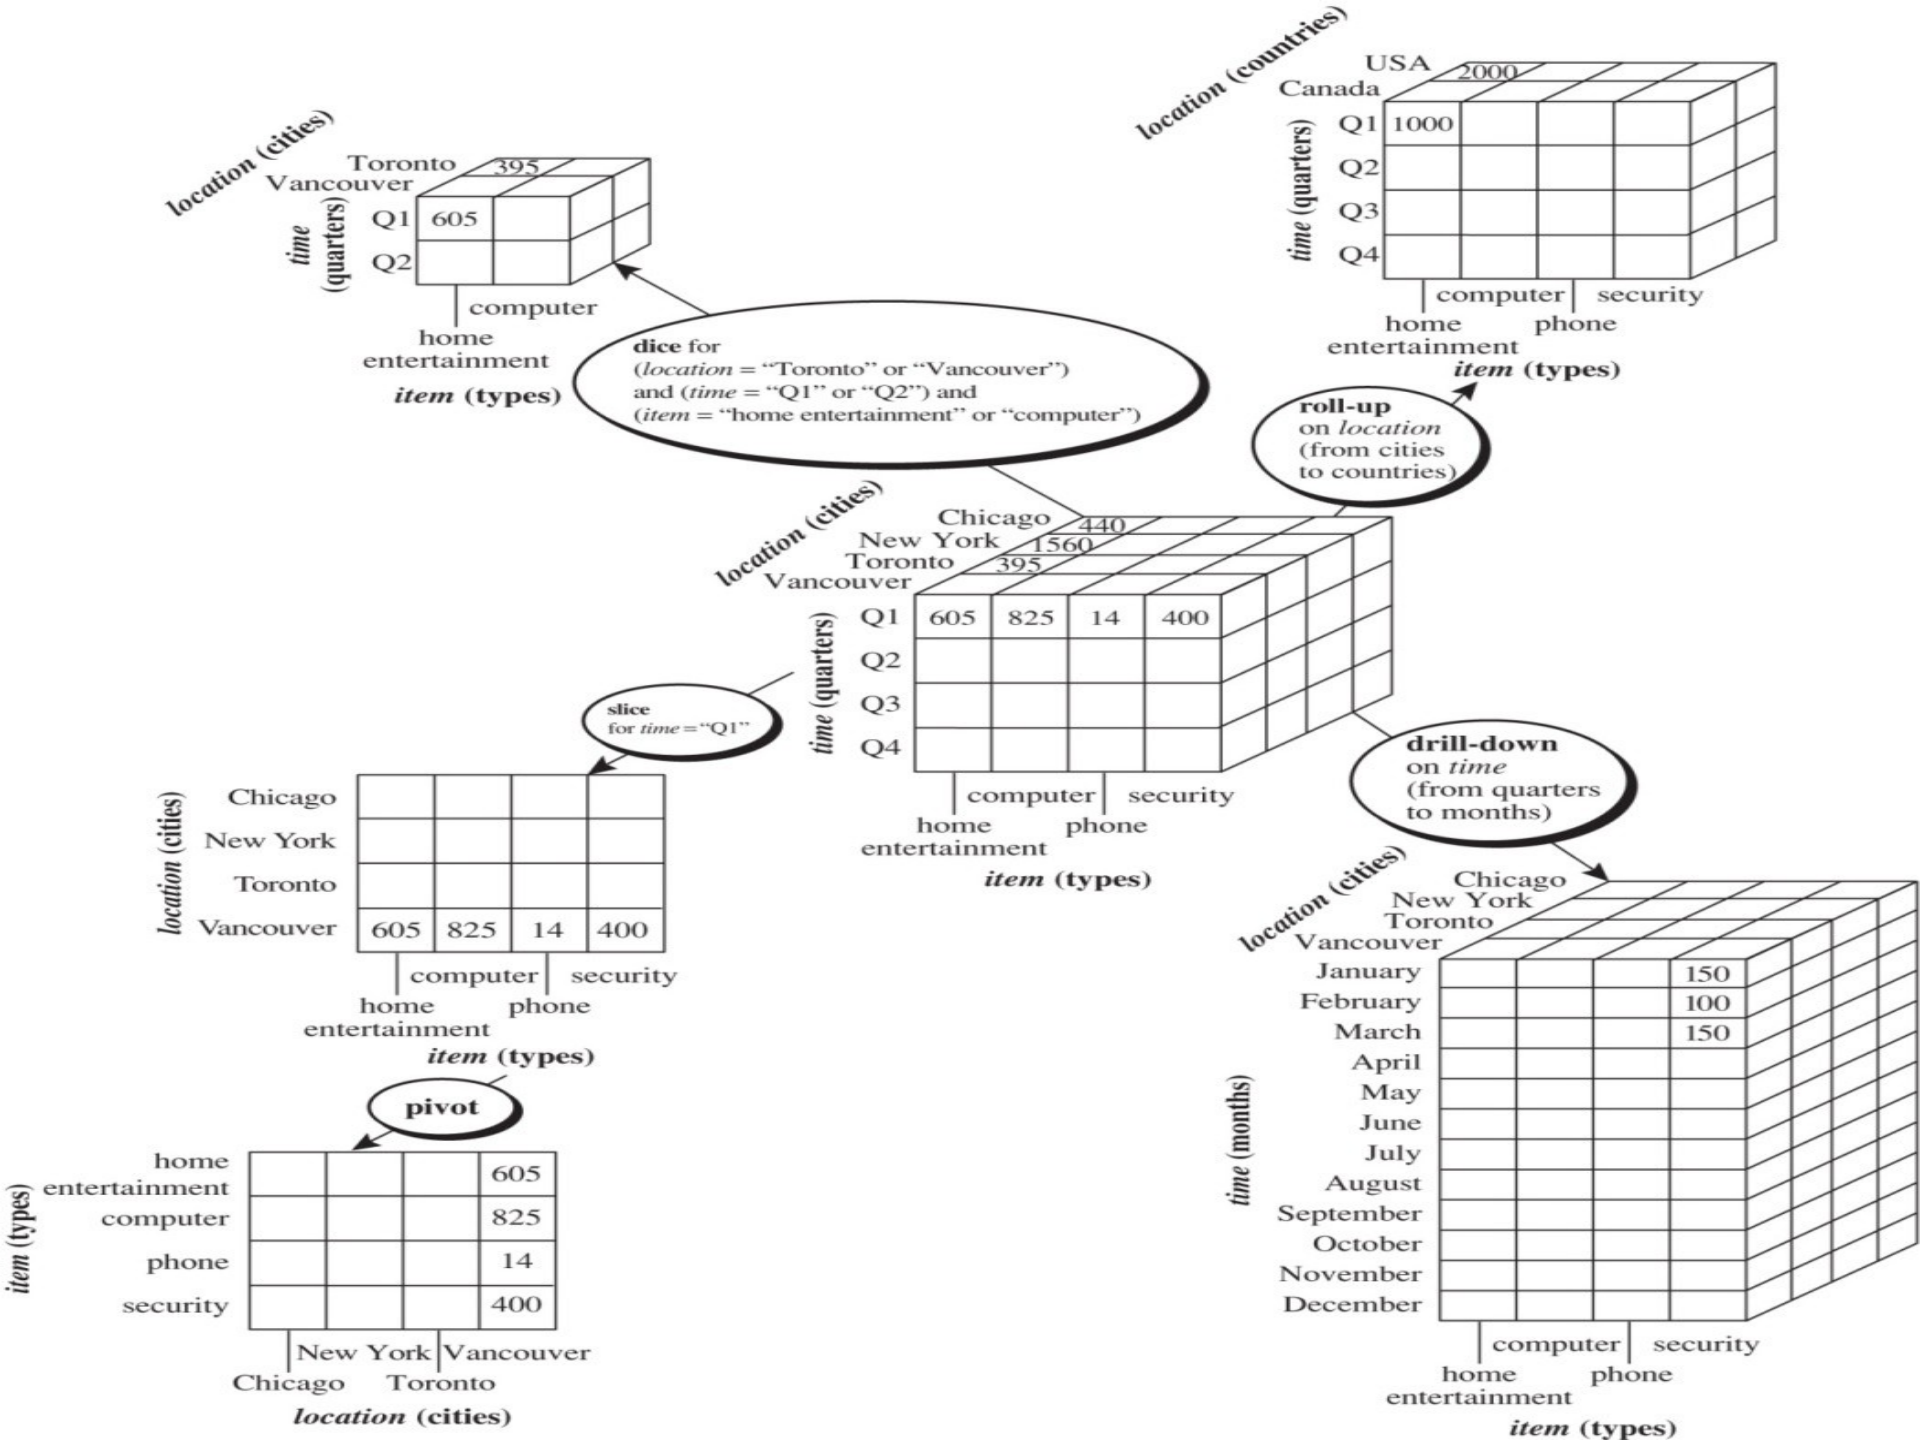 location (cities)
Toronto 395
Vancouver
time
(quarters)
Q1 605
Q2
computer
home
entertainment
item (types)
location (countries)
USA 2000
Canada
time (quarters)
Q1 1000
Q2
Q3
Q4
computer security
home phone
entertainment
item (types)
dice for
(location = “Toronto” or “Vancouver”)
and (time = “Q1” or “Q2”) and
(item = “home entertainment” or “computer”)
roll-up
on location
(from cities
to countries)
location (cities)
Chicago 440
New York 1560
Toronto 395
Vancouver
time (quarters)
Q1 605 825 14 400
Q2
Q3
Q4
computer security
home phone
entertainment
item (types)
slice
for time = “Q1”
location (cities)
Chicago
New York
Toronto
Vancouver 605 825 14 400
computer security
home phone
entertainment
item (types)
drill-down
on time
(from quarters
to months)
location (cities)
Chicago
New York
Toronto
Vancouver
time (months)
January 150
February 100
March 150
April
May
June
July
August
September
October
November
December
computer security
home phone
entertainment
item (types)
pivot
item (types)
home 605
entertainment
computer 825
phone 14
security 400
New York Vancouver
Chicago Toronto
location (cities)